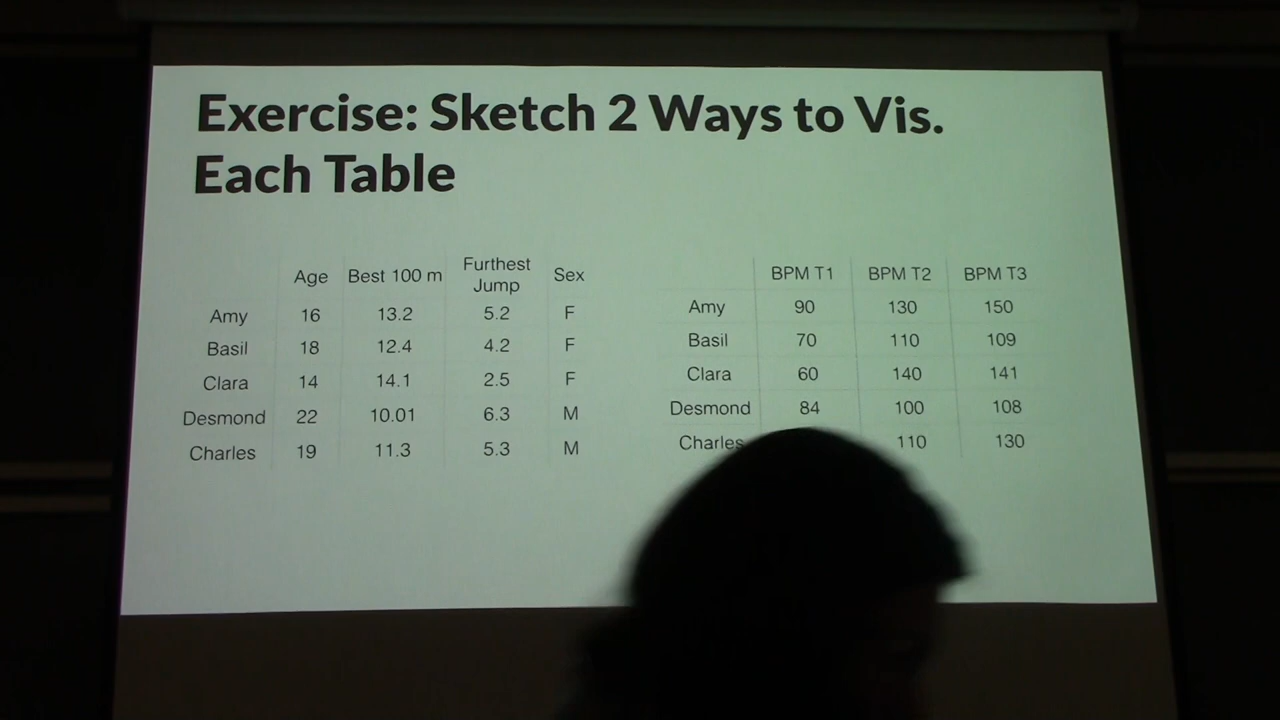 Exercise: Sketch 2 Ways to Vis.
Each Table
Age Best 100 m Furthest Jump Sex
Amy 16 13.2 5.2 F
Basil 18 12.4 4.2 F
Clara 14 14.1 2.5 F
Desmond 22 10.01 6.3 M
Charles 19 11.3 5.3 M
BPM T1 BPM T2 BPM T3
Amy 90 130 150
Basil 70 110 109
Clara 60 140 141
Desmond 84 100 108
Charles 110 130